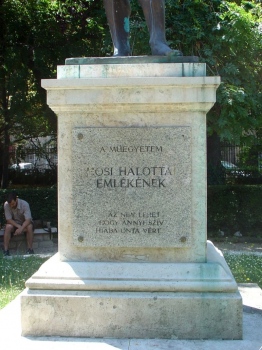 A MŰEGYETEM
HŐSI HALOTTAI
EMLÉKÉNEK
AZ NEM LEHET
HOGY ANNYI SZÍV
HIÁBA ONTA VÉRT